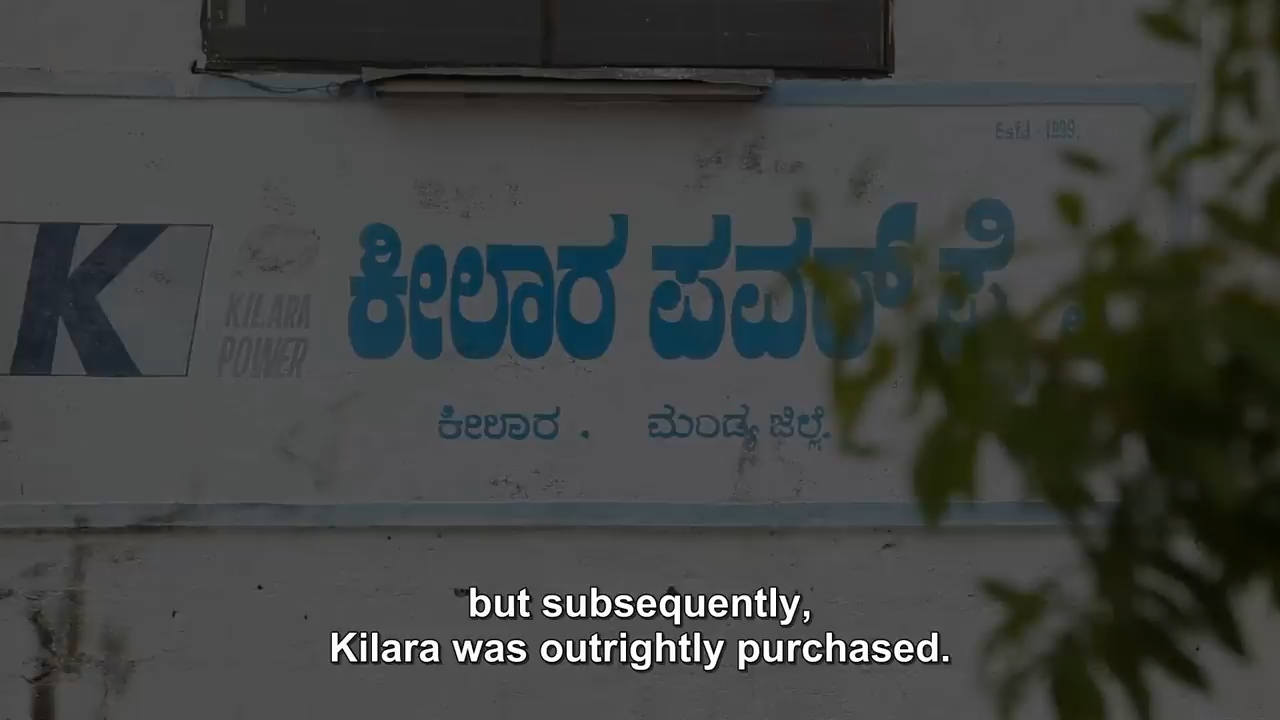 Estd - 1999.
K
KILARA
POWER
ಕೀಲಾರ ಪವರ್
ಕೀಲಾರ . ಮಂಡ್ಯ ಜಿಲ್ಲೆ.
but subsequently,
Kilara was outrightly purchased.